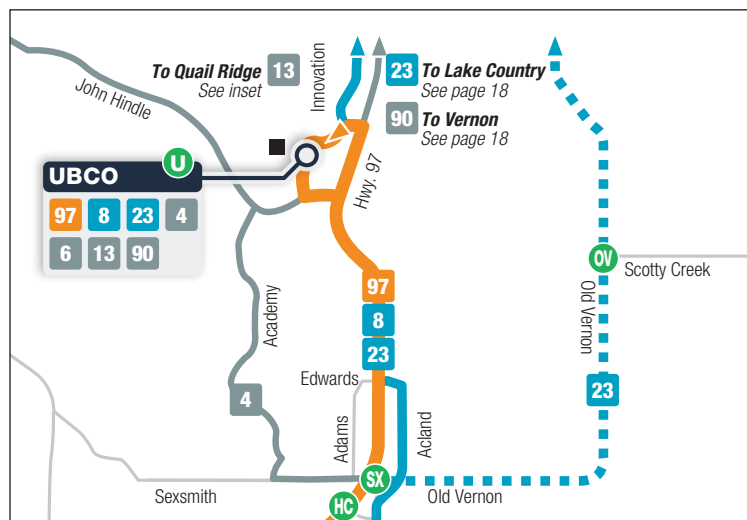 To Quail Ridge 13
See inset
Innovation
23 To Lake Country
See page 18
90 To Vernon
See page 18
John Hindle
U
UBCO
97 8 23 4
6 13 90
Hwy. 97
OV
Scotty Creek
Old Vernon
97
8
23
Academy
Edwards
23
4
Adams
Acland
SX
Sexsmith
Old Vernon
HC